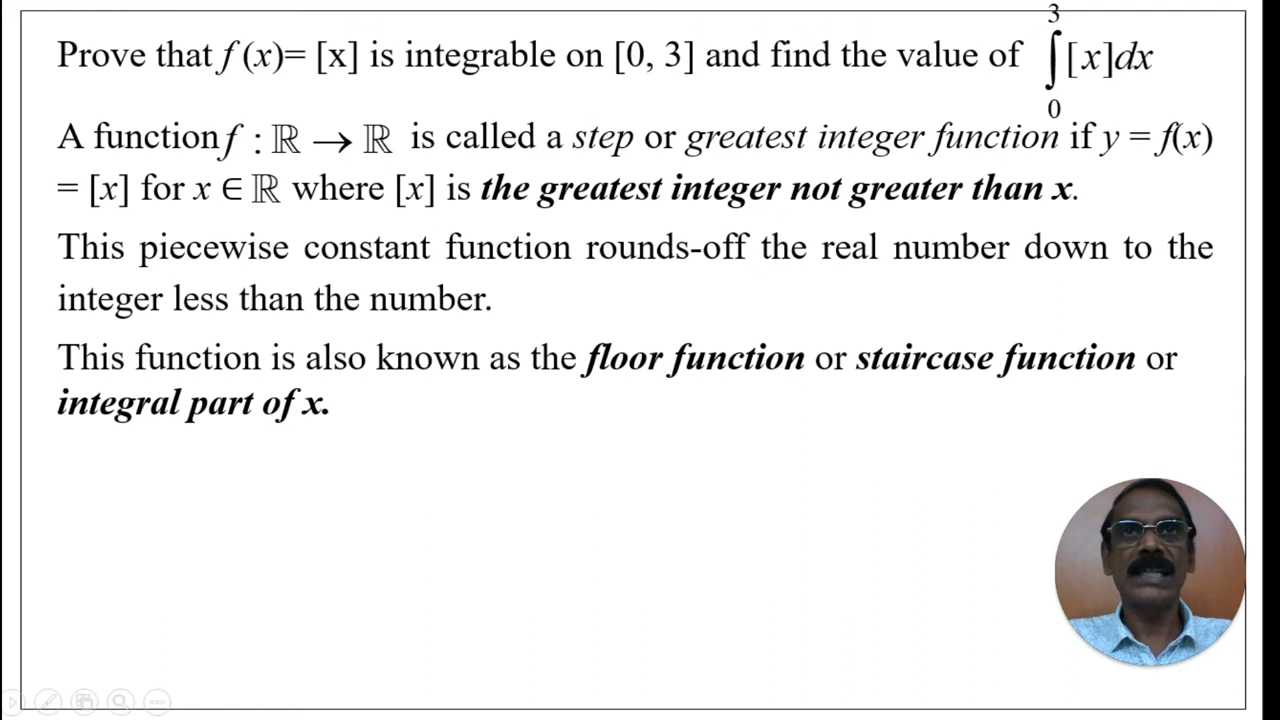 Prove that f (x)= [x] is integrable on [0, 3] and find the value of ∫₀³ [x]dx
A function f : ℝ → ℝ is called a step or greatest integer function if y = f(x)
= [x] for x ∈ ℝ where [x] is the greatest integer not greater than x.
This piecewise constant function rounds-off the real number down to the
integer less than the number.
This function is also known as the floor function or staircase function or
integral part of x.